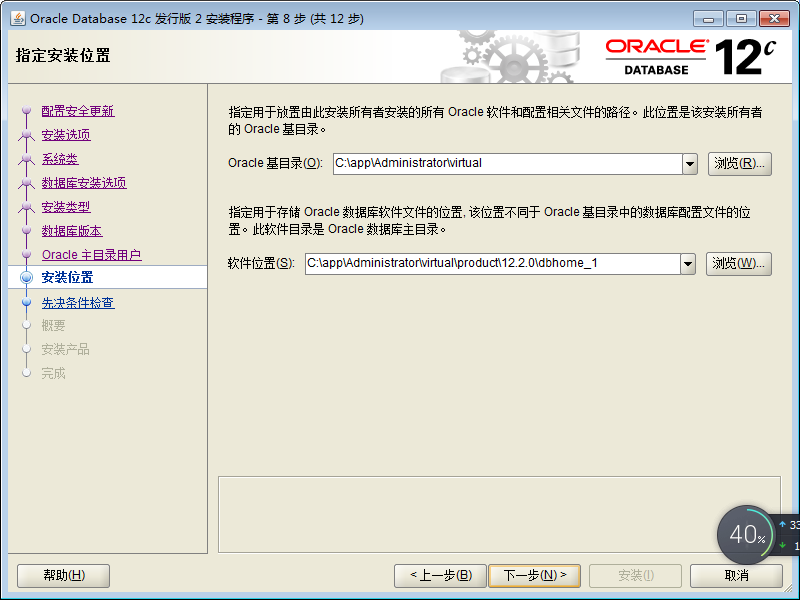 Oracle Database 12c 发行版 2 安装程序 - 第 8 步 (共 12 步)
指定安装位置
ORACLE®
DATABASE
12c
配置安全更新
安装选项
系统类
数据库安装选项
安装类型
数据库版本
Oracle 主目录用户
安装位置
先决条件检查
概要
安装产品
完成
指定用于放置由此安装所有者安装的所有 Oracle 软件和配置相关文件的路径。此位置是该安装所有者
的 Oracle 基目录。
Oracle 基目录(O): C:\app\Administrator\virtual 浏览(R)...
指定用于存储 Oracle 数据库软件文件的位置, 该位置不同于 Oracle 基目录中的数据库配置文件的位
置。此软件目录是 Oracle 数据库主目录。
软件位置(S): C:\app\Administrator\virtual\product\12.2.0\dbhome_1 浏览(W)...
40%
帮助(H) < 上一步(B) 下一步(N) > 安装(I) 取消